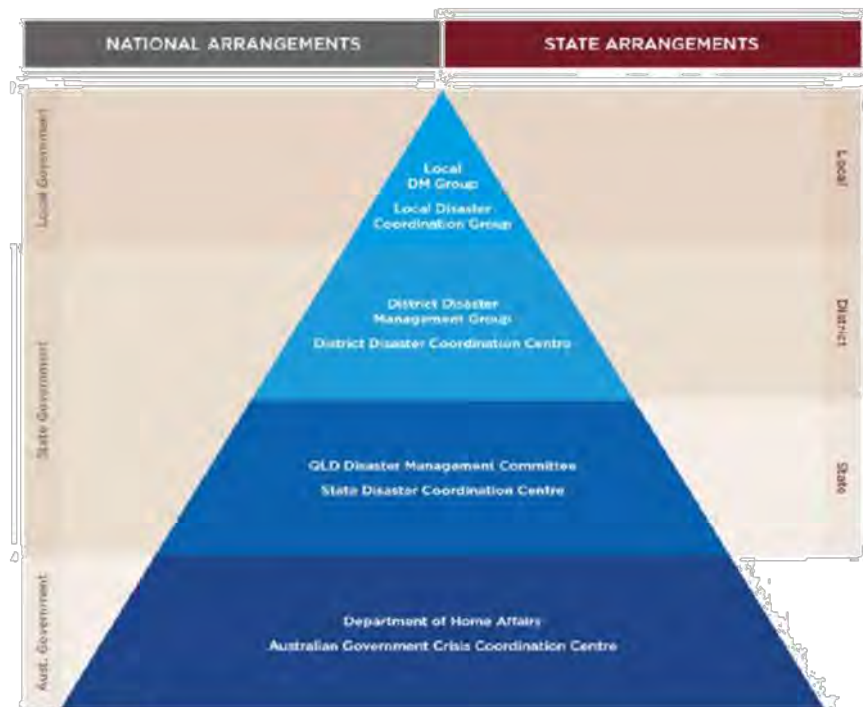 NATIONAL ARRANGEMENTS
STATE ARRANGEMENTS
Local Government
State Government
Aust. Government
Local
DM Group
Local Disaster
Coordination Group
District Disaster
Management Group
District Disaster Coordination Centre
QLD Disaster Management Committee
State Disaster Coordination Centre
Department of Home Affairs
Australian Government Crisis Coordination Centre
Local
District
State